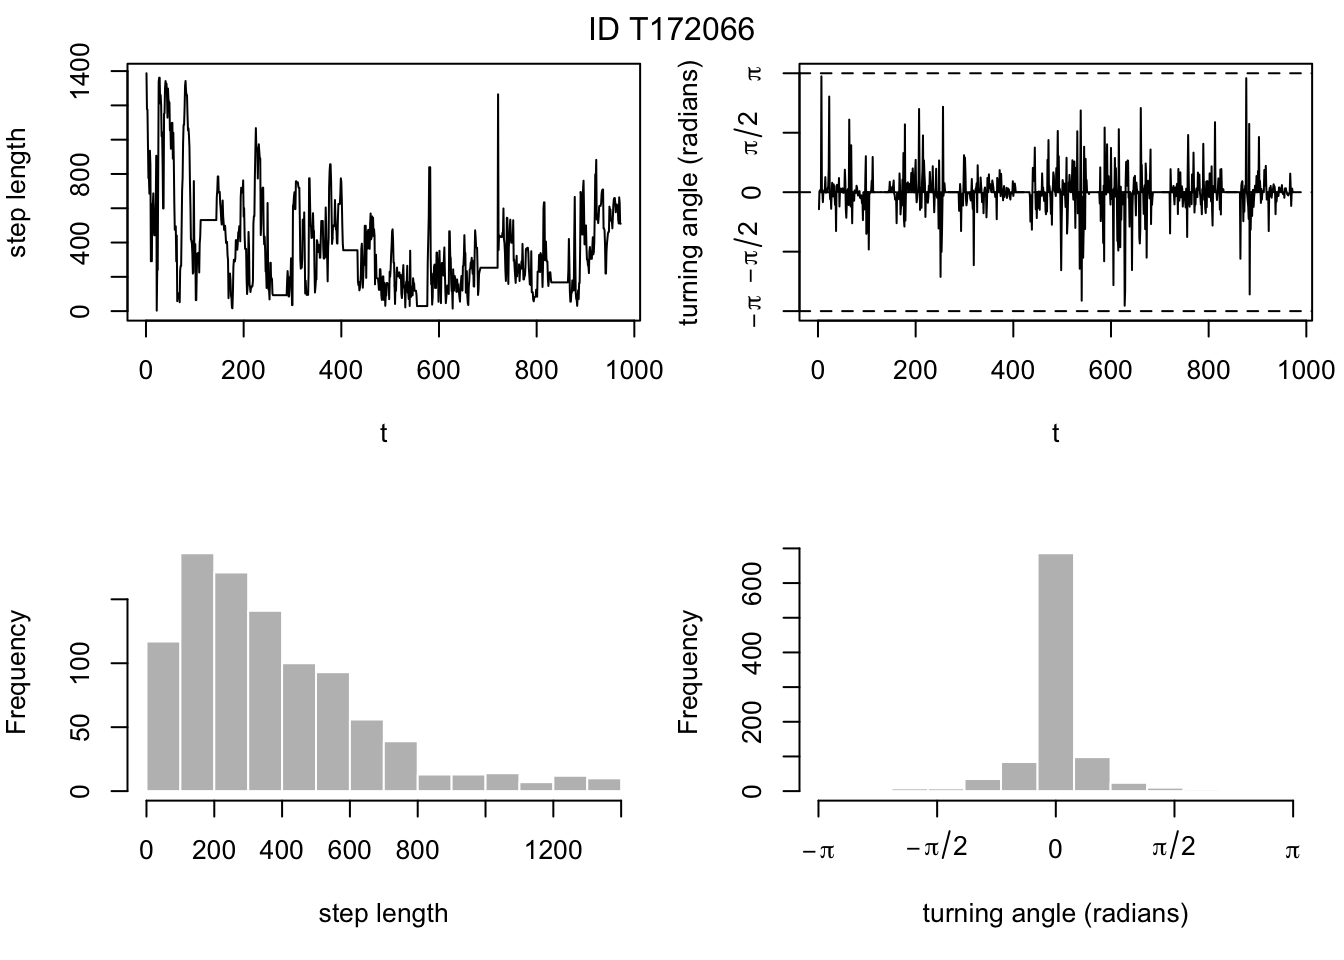 ID T172066
step length
0 400 800 1400
0 200 400 600 800 1000
t
turning angle (radians)
−π −π/2 0 π/2 π
0 200 400 600 800 1000
t
Frequency
0 50 100
0 200 400 600 800 1200
step length
Frequency
0 200 400 600
−π −π/2 0 π/2 π
turning angle (radians)